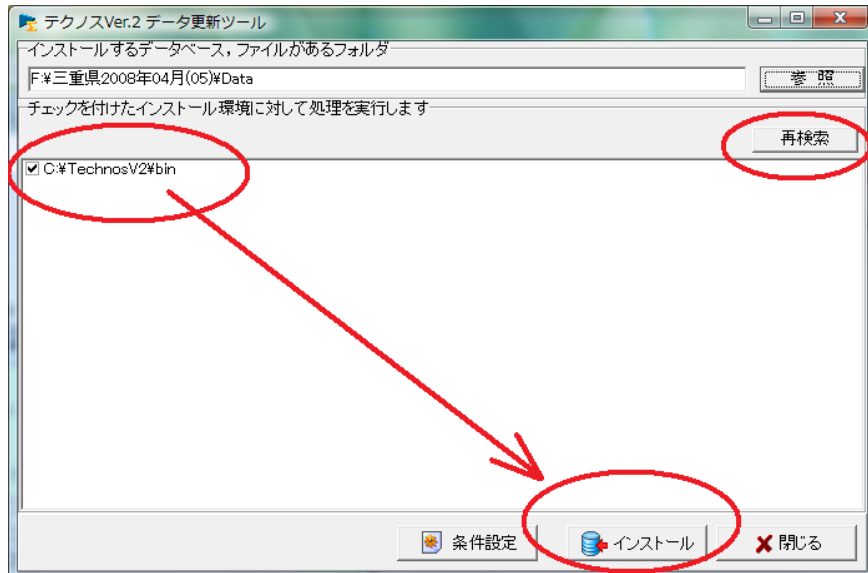 テクノスVer.2 データ更新ツール
インストールするデータベース，ファイルがあるフォルダ
F:¥三重県2008年04月(05)¥Data
参 照
チェックを付けたインストール環境に対して処理を実行します
再検索
C:¥TechnosV2¥bin
条件設定
インストール
閉じる